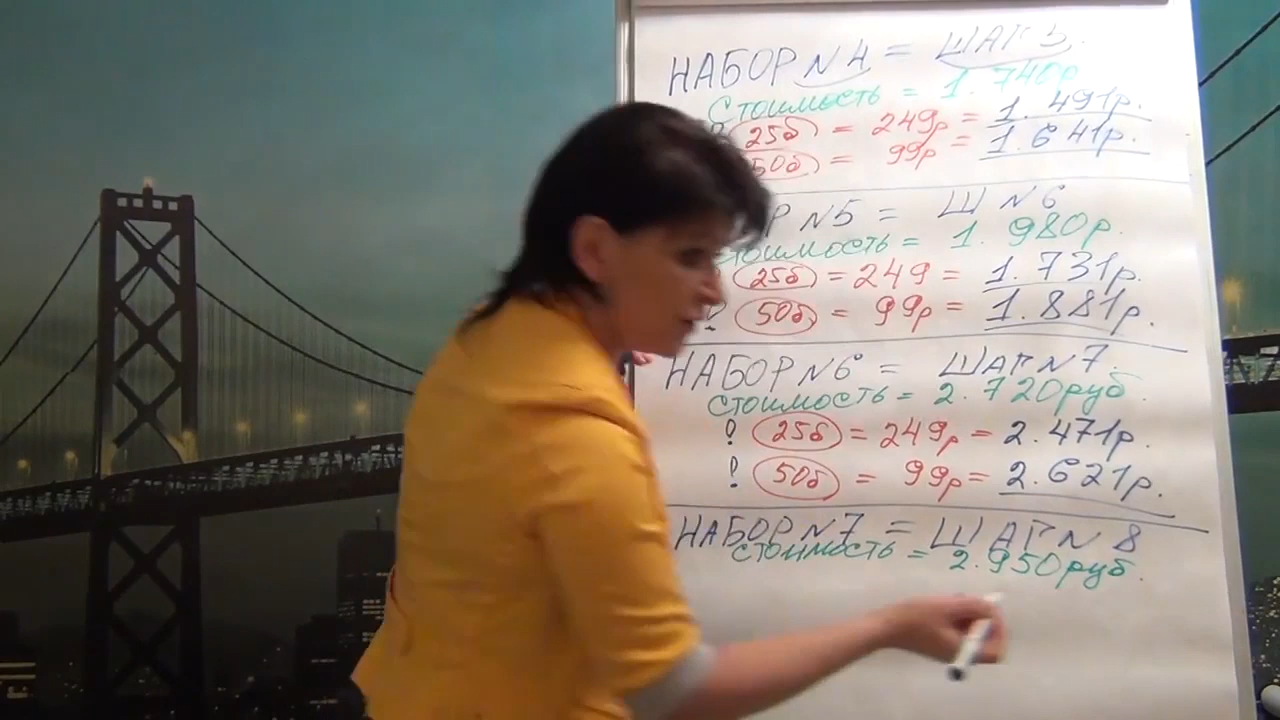 НАБОР N4 = ШАГ 5.
Стоимость = 1.740р
25б = 249р = 1.491р.
50б = 99р = 1.641р.
N5 = Ш N6
стоимость = 1.980р.
25б = 249 = 1.731р.
50б = 99р = 1.881р.
НАБОР N6 = ШАГ N7.
стоимость = 2.720руб.
! 25б = 249р = 2.471р.
! 50б = 99р = 2.621р.
НАБОР N7 = ШАГ N8
стоимость = 2.950руб.